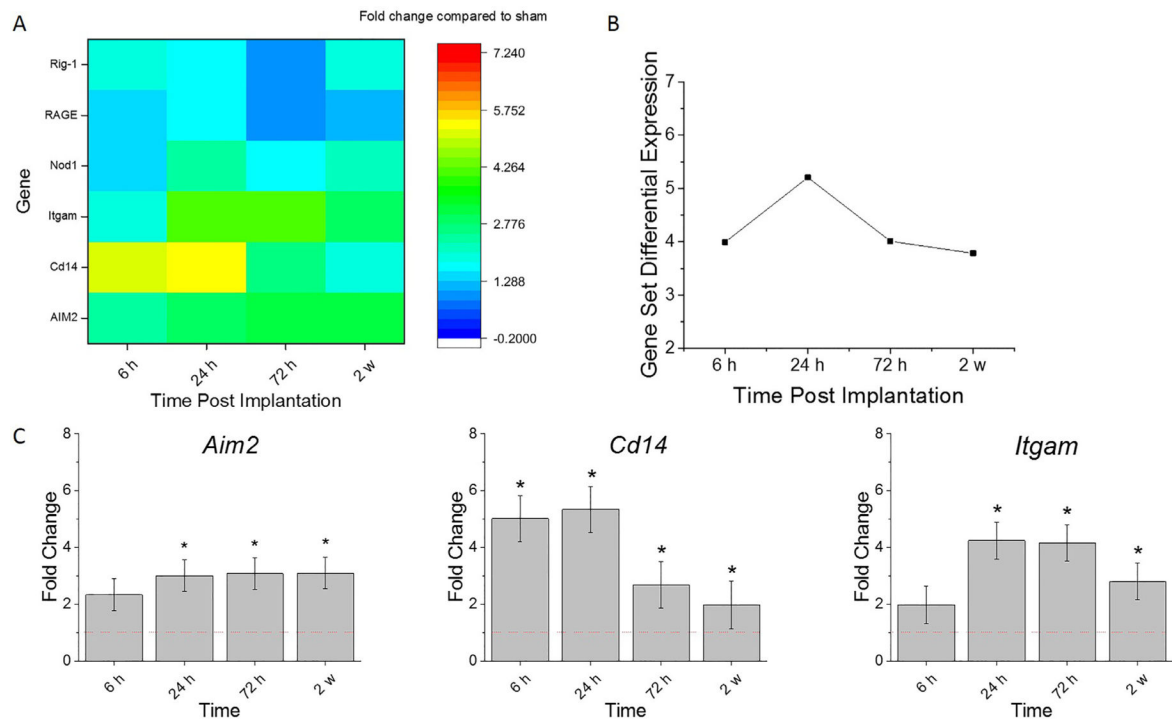 A
Fold change compared to sham
Gene
Rig-1
RAGE
Nod1
Itgam
Cd14
AIM2
6 h
24 h
72 h
2 w
Time Post Implantation
7.240
5.752
4.264
2.776
1.288
-0.2000
B
Gene Set Differential Expression
7
6
5
4
3
2
6 h
24 h
72 h
2 w
Time Post Implantation
C
Aim2
Fold Change
8
6
4
2
0
* * *
6 h
24 h
72 h
2 w
Time
Cd14
Fold Change
8
6
4
2
0
* * * *
6 h
24 h
72 h
2 w
Time
Itgam
Fold Change
8
6
4
2
0
* * *
6 h
24 h
72 h
2 w
Time